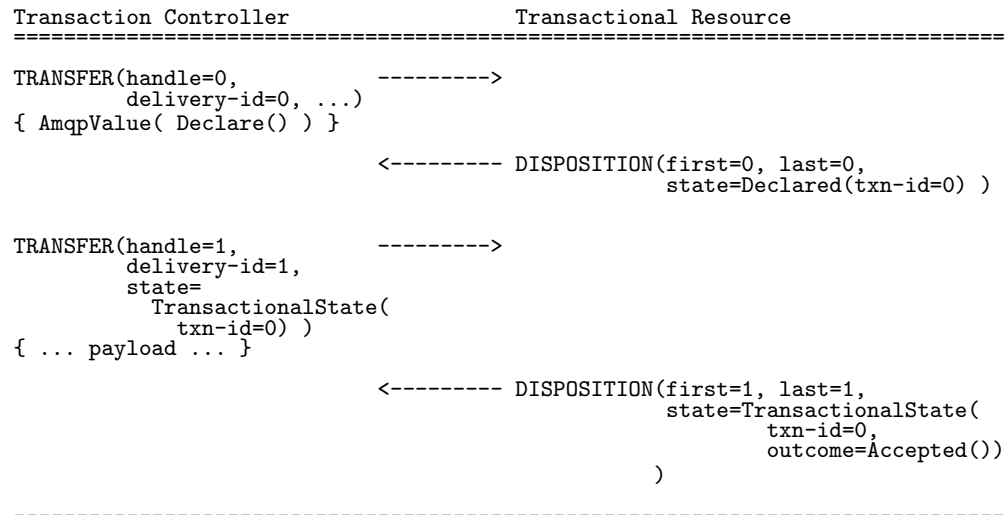 Transaction Controller                      Transactional Resource
===============================================================================
TRANSFER(handle=0,           --------->
         delivery-id=0, ...)
{ AmqpValue( Declare() ) }
                             <--------- DISPOSITION(first=0, last=0,
                                                    state=Declared(txn-id=0) )
TRANSFER(handle=1,           --------->
         delivery-id=1,
         state=
           TransactionalState(
             txn-id=0) )
{ ... payload ... }
                             <--------- DISPOSITION(first=1, last=1,
                                                    state=TransactionalState(
                                                            txn-id=0,
                                                            outcome=Accepted())
                                                   )
-------------------------------------------------------------------------------